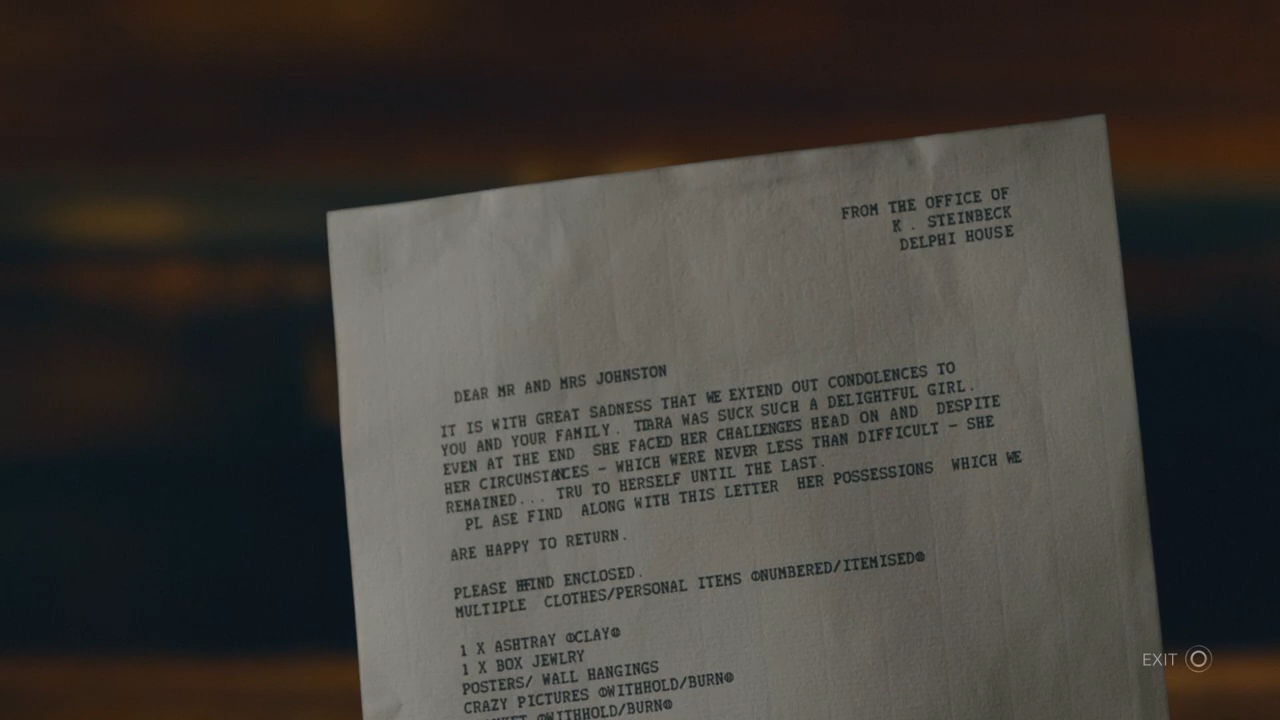 FROM THE OFFICE OF
K . STEINBECK
DELPHI HOUSE
DEAR MR AND MRS JOHNSTON
IT IS WITH GREAT SADNESS THAT WE EXTEND OUT CONDOLENCES TO
YOU AND YOUR FAMILY. TIARA WAS SUCK SUCH A DELIGHTFUL GIRL.
EVEN AT THE END SHE FACED HER CHALLENGES HEAD ON AND DESPITE
HER CIRCUMSTANCES - WHICH WERE NEVER LESS THAN DIFFICULT - SHE
REMAINED... TRU TO HERSELF UNTIL THE LAST.
PL ASE FIND ALONG WITH THIS LETTER HER POSSESSIONS WHICH WE
ARE HAPPY TO RETURN.
PLEASE FIND ENCLOSED.
MULTIPLE CLOTHES/PERSONAL ITEMS (NUMBERED/ITEMISED)
1 X ASHTRAY (CLAY)
1 X BOX JEWLRY
POSTERS/ WALL HANGINGS
CRAZY PICTURES (WITHHOLD/BURN)
(WITHHOLD/BURN)
EXIT